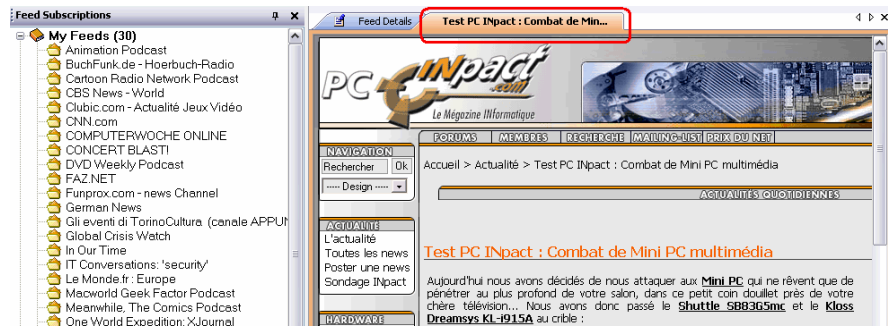 Feed Subscriptions
My Feeds (30)
Animation Podcast
BuchFunk.de - Hoerbuch-Radio
Cartoon Radio Network Podcast
CBS News - World
Clubic.com - Actualité Jeux Vidéo
CNN.com
COMPUTERWOCHE ONLINE
CONCERT BLAST!
DVD Weekly Podcast
FAZ.NET
Funprox.com - news Channel
German News
Gli eventi di TorinoCultura (canale APPUN
Global Crisis Watch
In Our Time
IT Conversations: 'security'
Le Monde.fr : Europe
Macworld Geek Factor Podcast
Meanwhile, The Comics Podcast
One World Expedition: XJournal
Feed Details
Test PC INpact : Combat de Min...
PC INpact .com
Le Mégazine INformatique
FORUMS MEMBRES RECHERCHE MAILING-LIST PRIX DU NET
NAVIGATION
Rechercher Ok
----- Design -----
ACTUALITÉ
L'actualité
Toutes les news
Poster une news
Sondage INpact
HARDWARE
Accueil > Actualité > Test PC INpact : Combat de Mini PC multimédia
ACTUALITÉS QUOTIDIENNES
Test PC INpact : Combat de Mini PC multimédia
Aujourd'hui nous avons décidés de nous attaquer aux Mini PC qui ne rêvent que de
pénétrer au plus profond de votre salon, dans ce petit coin douillet près de votre
chère télévision... Nous avons donc passé le Shuttle SB83G5mc et le Kloss
Dreamsys KL-i915A au crible :